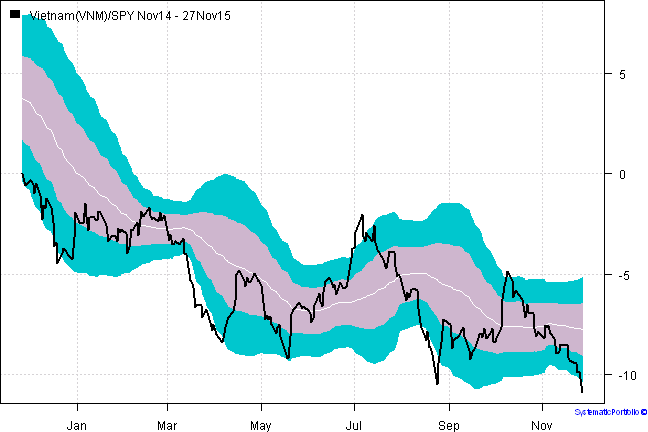 Vietnam(VNM)/SPY Nov14 - 27Nov15
5
0
-5
-10
Jan Mar May Jul Sep Nov
SystematicPortfolio ©